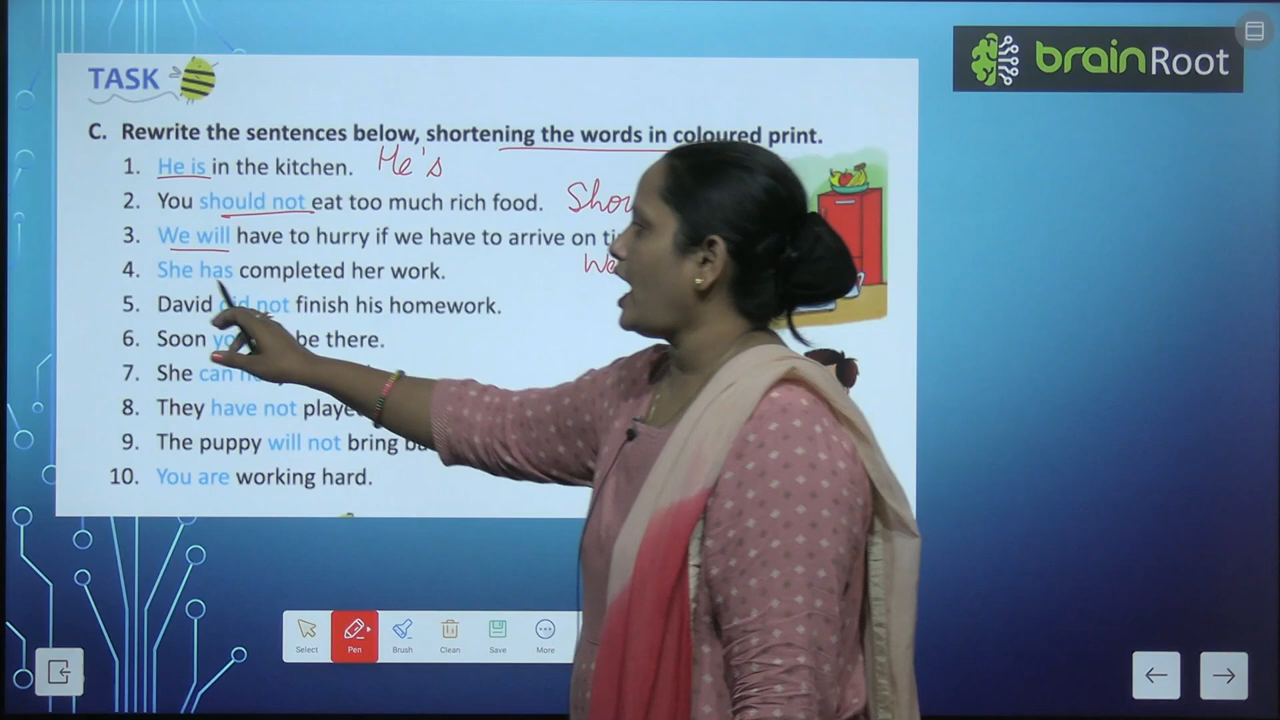 brainRoot
TASK
C. Rewrite the sentences below, shortening the words in coloured print.
1. He is in the kitchen. He's
2. You should not eat too much rich food.
3. We will have to hurry if we have to arrive on
4. She has completed her work.
5. David did not finish his homework.
6. Soon be there.
7. She can
8. They have not
9. The puppy will not bring
10. You are working hard.
Select Pen Brush Clean Save More